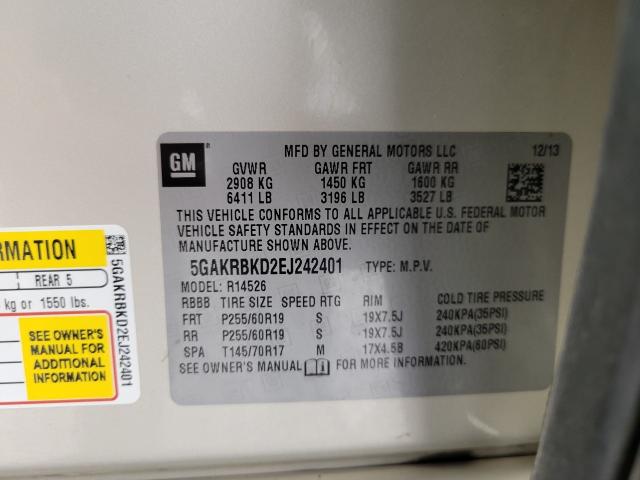 GM
MFD BY GENERAL MOTORS LLC 12/13
GVWR GAWR FRT GAWR RR
2908 KG 1450 KG 1600 KG
6411 LB 3196 LB 3527 LB
THIS VEHICLE CONFORMS TO ALL APPLICABLE U.S. FEDERAL MOTOR
VEHICLE SAFETY STANDARDS IN EFFECT ON THE DATE OF
MANUFACTURE SHOWN ABOVE.
5GAKRBKD2EJ242401 TYPE: M.P.V.
MODEL: R14526
RBBB TIRE SIZE SPEED RTG RIM COLD TIRE PRESSURE
FRT P255/60R19 S 19X7.5J 240KPA(35PSI)
RR P255/60R19 S 19X7.5J 240KPA(35PSI)
SPA T145/70R17 M 17X4.5B 420KPA(60PSI)
SEE OWNER'S MANUAL FOR MORE INFORMATION.
REAR 5
kg or 1550 lbs.
SEE OWNER'S
MANUAL FOR
ADDITIONAL
INFORMATION
5GAKRBKD2EJ242401